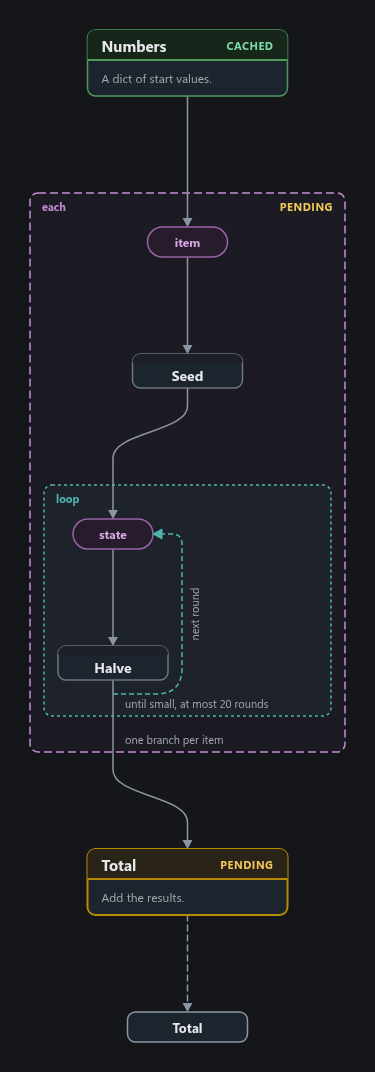 Numbers CACHED
A dict of start values.
each PENDING
item
Seed
loop
state
next round
Halve
until small, at most 20 rounds
one branch per item
Total PENDING
Add the results.
Total